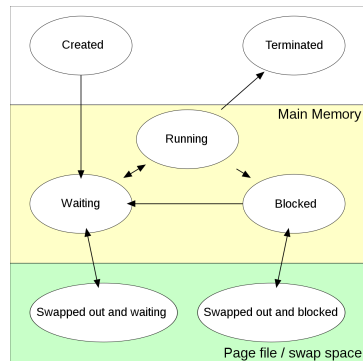 Created
Terminated
Main Memory
Running
Waiting
Blocked
Swapped out and waiting
Swapped out and blocked
Page file / swap space